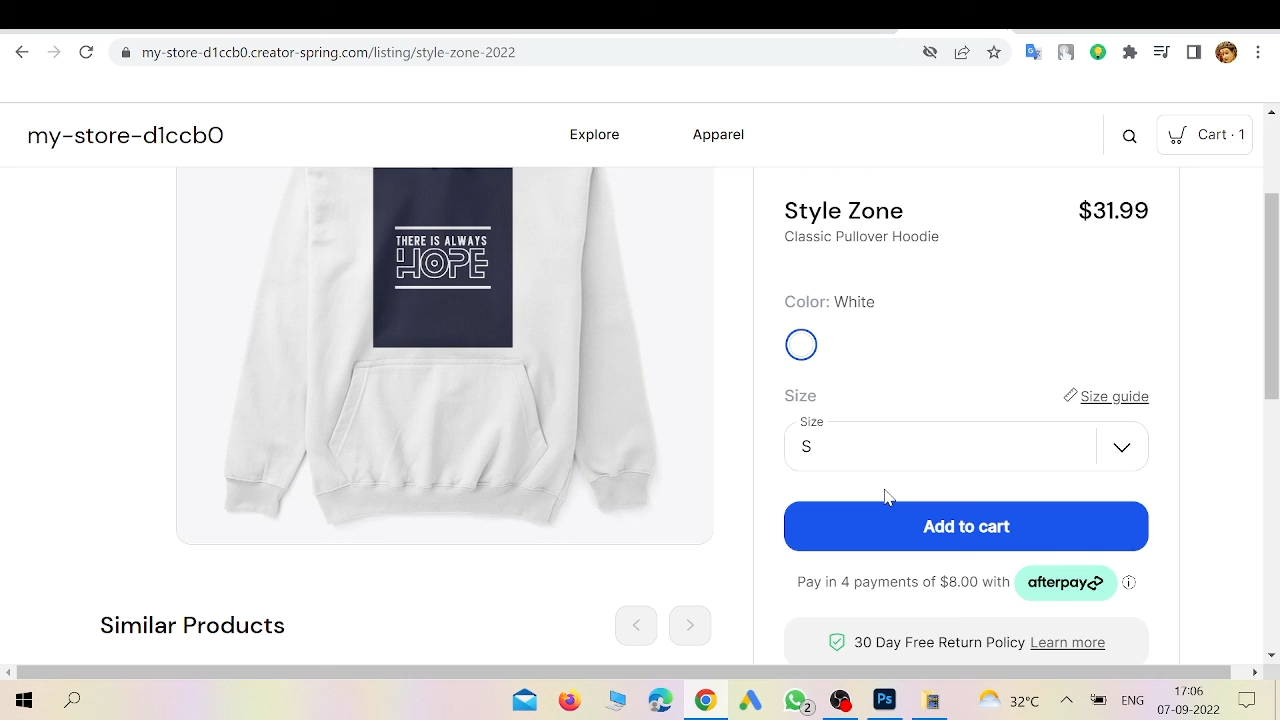 my-store-d1ccb0.creator-spring.com/listing/style-zone-2022
my-store-d1ccb0
Explore
Apparel
Cart · 1
THERE IS ALWAYS
HOPE
Style Zone
$31.99
Classic Pullover Hoodie
Color: White
Size
Size guide
Size
S
Add to cart
Pay in 4 payments of $8.00 with afterpay
30 Day Free Return Policy Learn more
Similar Products
Ps
2
32°C
ENG
17:06
07-09-2022